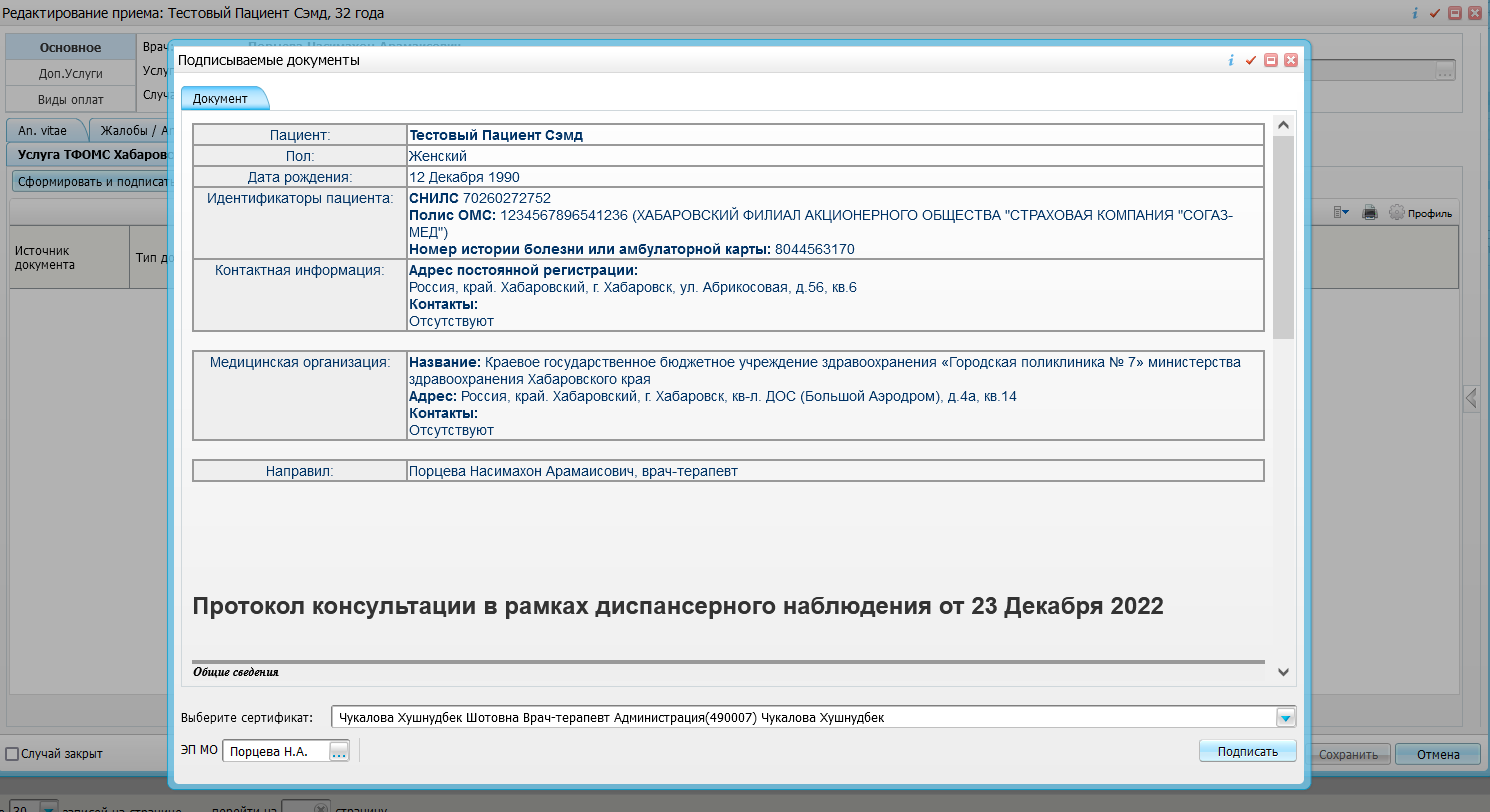 Редактирование приема: Тестовый Пациент Сэмд, 32 года
Основное
Врач
Доп.Услуги
Виды оплат
An. vitae
Жалобы /
Услуга ТФОМС
Сформировать и подписать
Профиль
Источник
документа
Тип
Подписываемые документы
Документ
Пациент: Тестовый Пациент Сэмд
Пол: Женский
Дата рождения: 12 Декабря 1990
Идентификаторы пациента: СНИЛС 70260272752
Полис ОМС: 1234567896541236 (ХАБАРОВСКИЙ ФИЛИАЛ АКЦИОНЕРНОГО ОБЩЕСТВА "СТРАХОВАЯ КОМПАНИЯ "СОГАЗ-
МЕД")
Номер истории болезни или амбулаторной карты: 8044563170
Контактная информация: Адрес постоянной регистрации:
Россия, край. Хабаровский, г. Хабаровск, ул. Абрикосовая, д.56, кв.6
Контакты:
Отсутствуют
Медицинская организация: Название: Краевое государственное бюджетное учреждение здравоохранения «Городская поликлиника № 7» министерства
здравоохранения Хабаровского края
Адрес: Россия, край. Хабаровский, г. Хабаровск, кв-л. ДОС (Большой Аэродром), д.4а, кв.14
Контакты:
Отсутствуют
Направил: Порцева Насимахон Арамаисович, врач-терапевт
Протокол консультации в рамках диспансерного наблюдения от 23 Декабря 2022
Общие сведения
Выберите сертификат: Чукалова Хушнудбек Шотовна Врач-терапевт Администрация(490007) Чукалова Хушнудбек
ЭП МО Порцева Н.А. ...
Подписать
Случай закрыт
Сохранить
Отмена